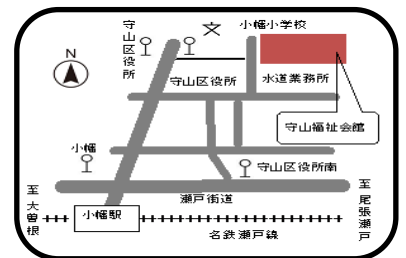 守山区役所
小幡小学校
N
守山区役所
水道業務所
守山福祉会館
小幡
守山区役所南
至大曽根
瀬戸街道
至尾張瀬戸
小幡駅
名鉄瀬戸線